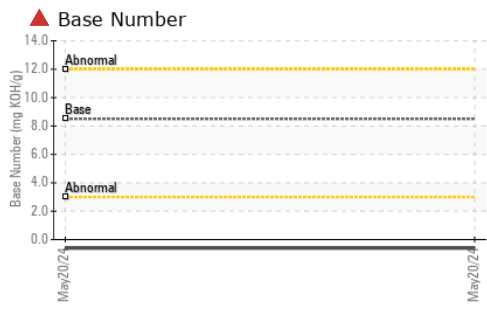 Base Number
Base Number (mg KOH/g)
14.0
12.0
10.0
8.0
6.0
4.0
2.0
0.0
Abnormal
Base
Abnormal
May20/24
May20/24